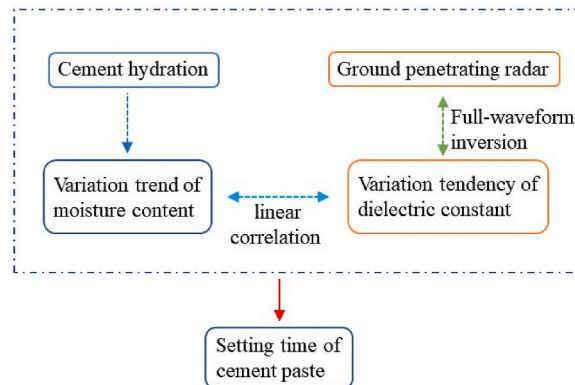 Cement hydration
Ground penetrating radar
Full-waveform
inversion
Variation trend of
moisture content
linear
correlation
Variation tendency of
dielectric constant
Setting time of
cement paste